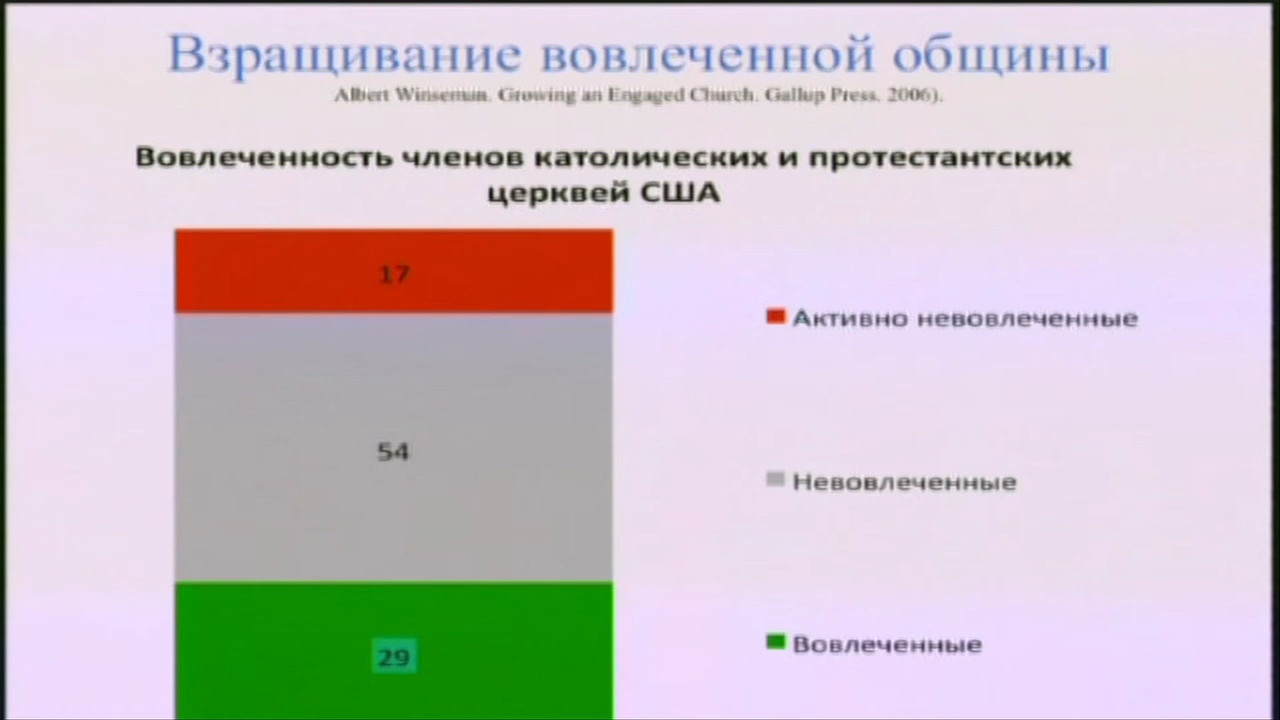 Взращивание вовлеченной общины
Albert Winseman. Growing an Engaged Church. Gallup Press. 2006).
Вовлеченность членов католических и протестантских
церквей США
17
Активно невовлеченные
54
Невовлеченные
29
Вовлеченные